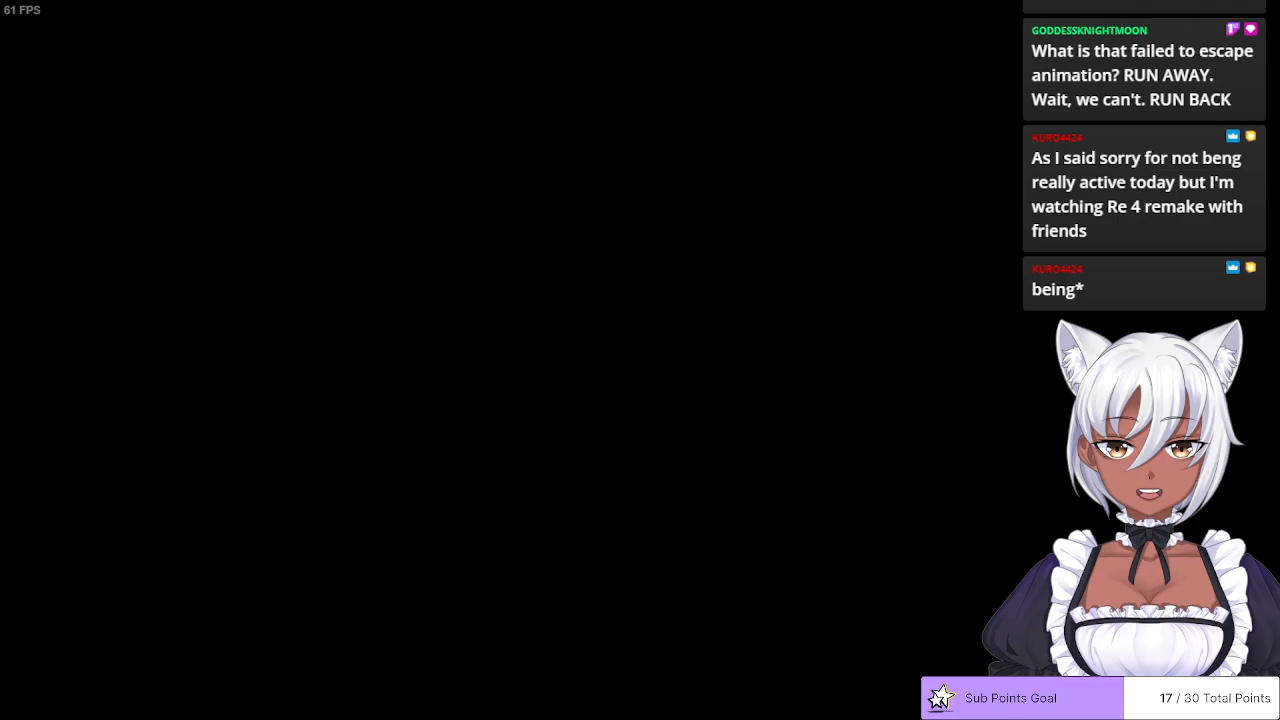 61 FPS
GODDESSKNIGHTMOON
What is that failed to escape
animation? RUN AWAY.
Wait, we can't. RUN BACK
KURO4424
As I said sorry for not beng
really active today but I'm
watching Re 4 remake with
friends
KURO4424
being*
Sub Points Goal
17 / 30 Total Points